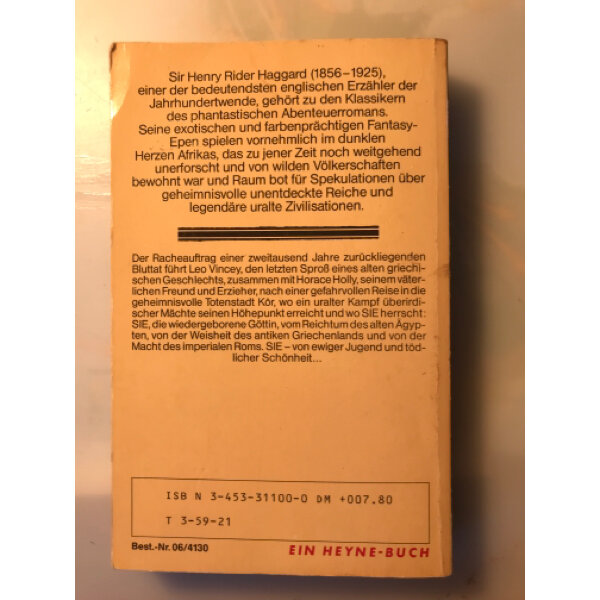 Sir Henry Rider Haggard (1856–1925),
einer der bedeutendsten englischen Erzähler der
Jahrhundertwende, gehört zu den Klassikern
des phantastischen Abenteuerromans.
Seine exotischen und farbenprächtigen Fantasy-
Epen spielen vornehmlich im dunklen
Herzen Afrikas, das zu jener Zeit noch weitgehend
unerforscht und von wilden Völkerschaften
bewohnt war und Raum bot für Spekulationen über
geheimnisvolle unentdeckte Reiche und
legendäre uralte Zivilisationen.
Der Racheauftrag einer zweitausend Jahre zurückliegenden
Bluttat führt Leo Vincey, den letzten Sproß eines alten griechi-
schen Geschlechts, zusammen mit Horace Holly, seinem väter-
lichen Freund und Erzieher, nach einer gefahrvollen Reise in die
geheimnisvolle Totenstadt Kôr, wo ein uralter Kampf überirdi-
scher Mächte seinen Höhepunkt erreicht und wo SIE herrscht:
SIE, die wiedergeborene Göttin, vom Reichtum des alten Ägyp-
ten, von der Weisheit des antiken Griechenlands und von der
Macht des imperialen Roms. SIE – von ewiger Jugend und töd-
licher Schönheit...
ISB N 3-453-31100-0 DM +007.80
T 3-59-21
Best.-Nr. 06/4130
EIN HEYNE-BUCH